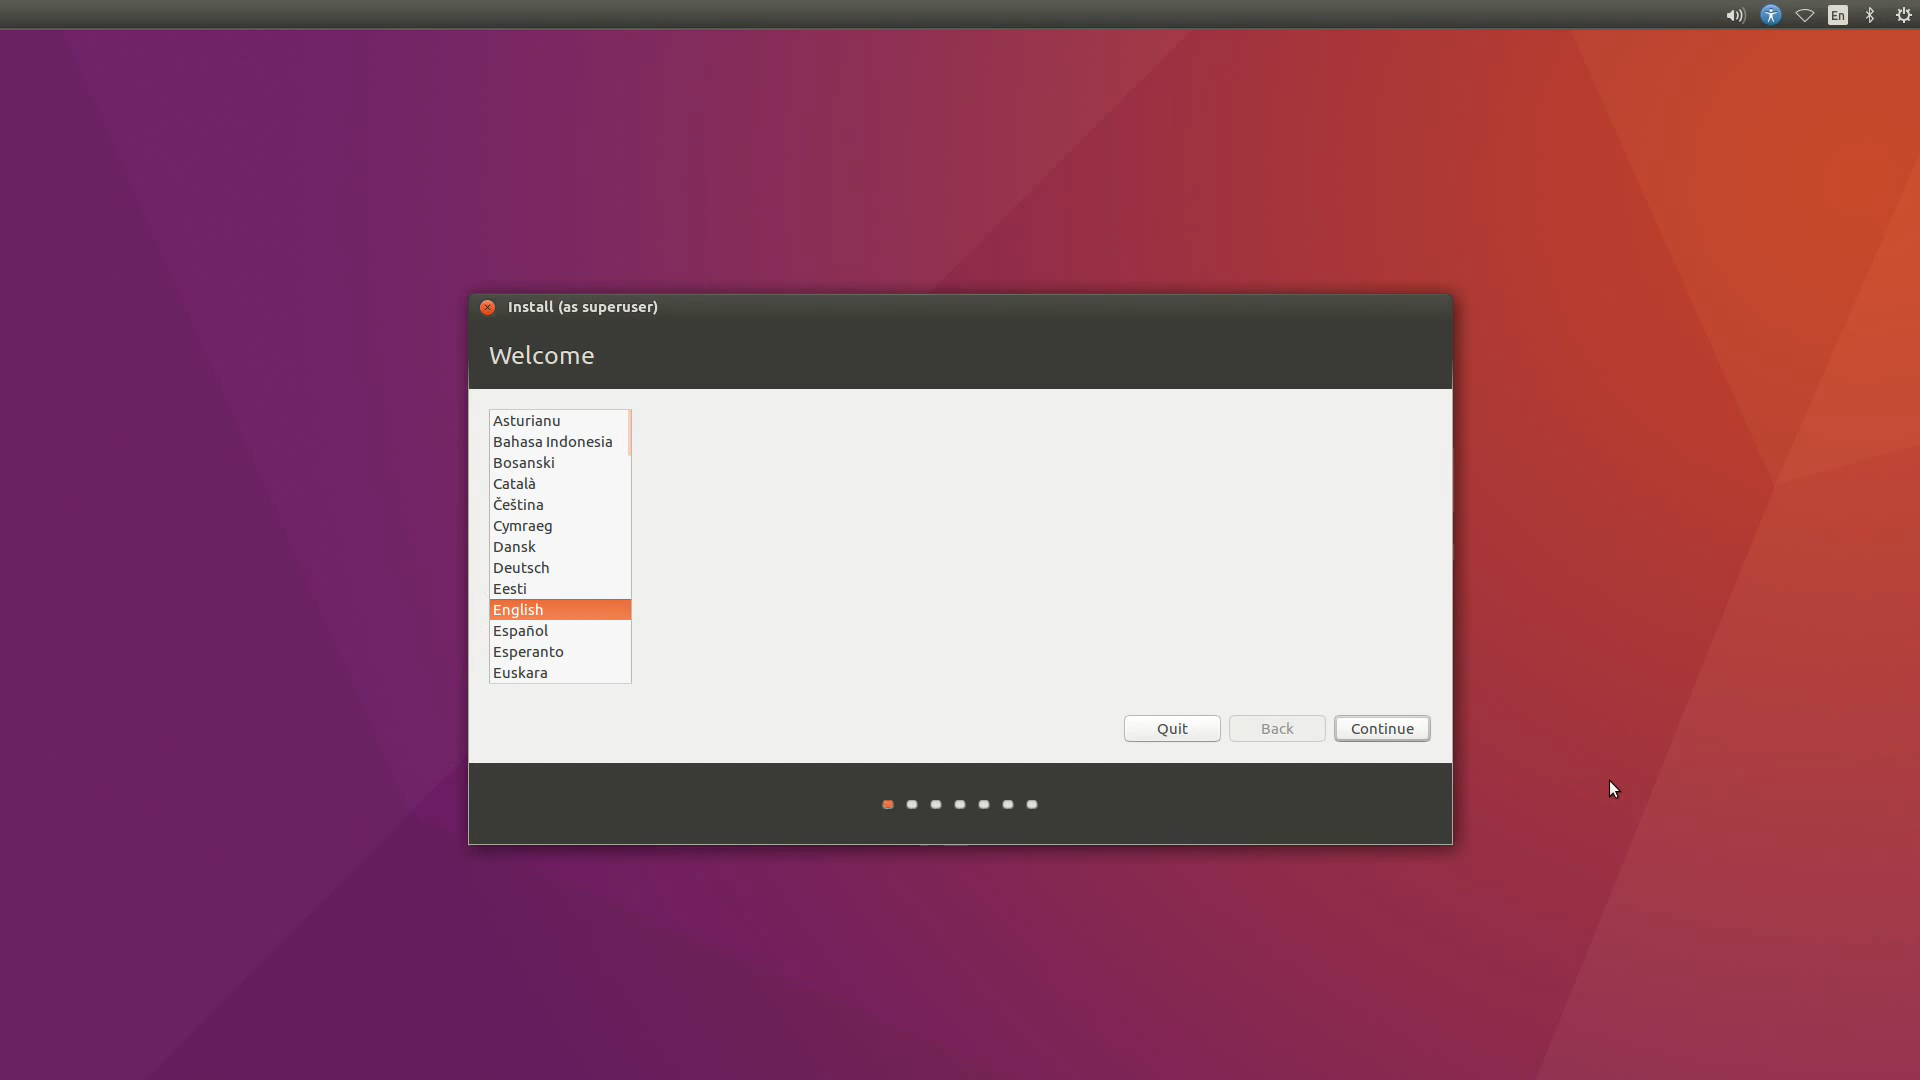 En
Install (as superuser)
Welcome
Asturianu
Bahasa Indonesia
Bosanski
Català
Čeština
Cymraeg
Dansk
Deutsch
Eesti
English
Español
Esperanto
Euskara
Quit
Back
Continue